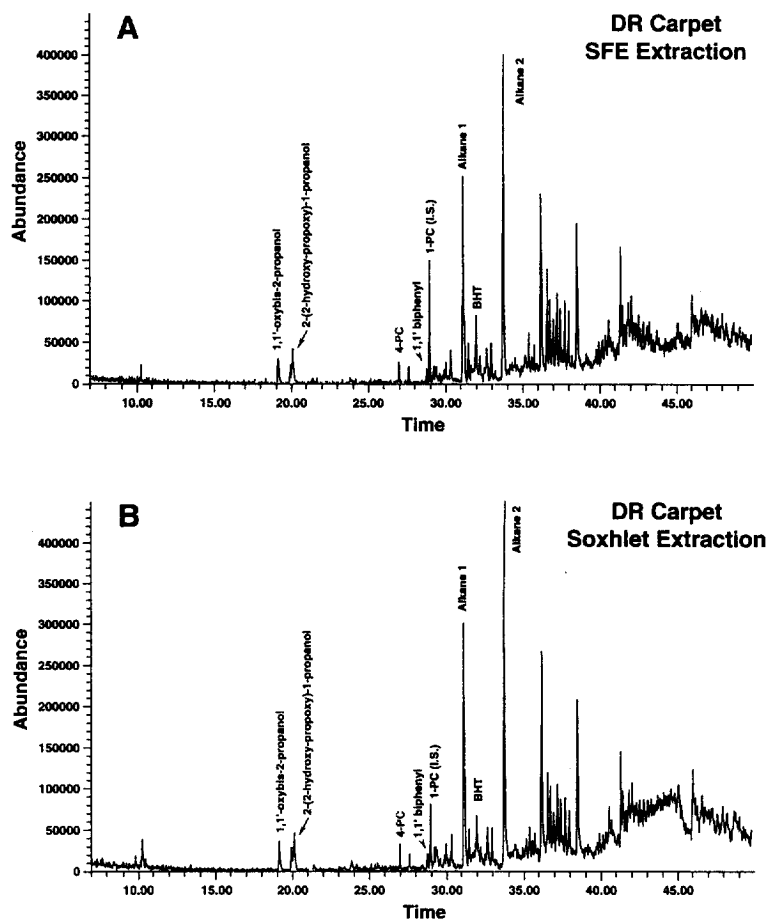 A
DR Carpet
SFE Extraction
Abundance
400000
350000
300000
250000
200000
150000
100000
50000
0
1,1'-oxybis-2-propanol
2-(2-hydroxy-propoxy)-1-propanol
4-PC
1,1' biphenyl
1-PC (I.S.)
Alkane 1
BHT
Alkane 2
10.00 15.00 20.00 25.00 30.00 35.00 40.00 45.00
Time
B
DR Carpet
Soxhlet Extraction
Abundance
400000
350000
300000
250000
200000
150000
100000
50000
0
1,1'-oxybis-2-propanol
2-(2-hydroxy-propoxy)-1-propanol
4-PC
1,1' biphenyl
1-PC (I.S.)
Alkane 1
BHT
Alkane 2
10.00 15.00 20.00 25.00 30.00 35.00 40.00 45.00
Time